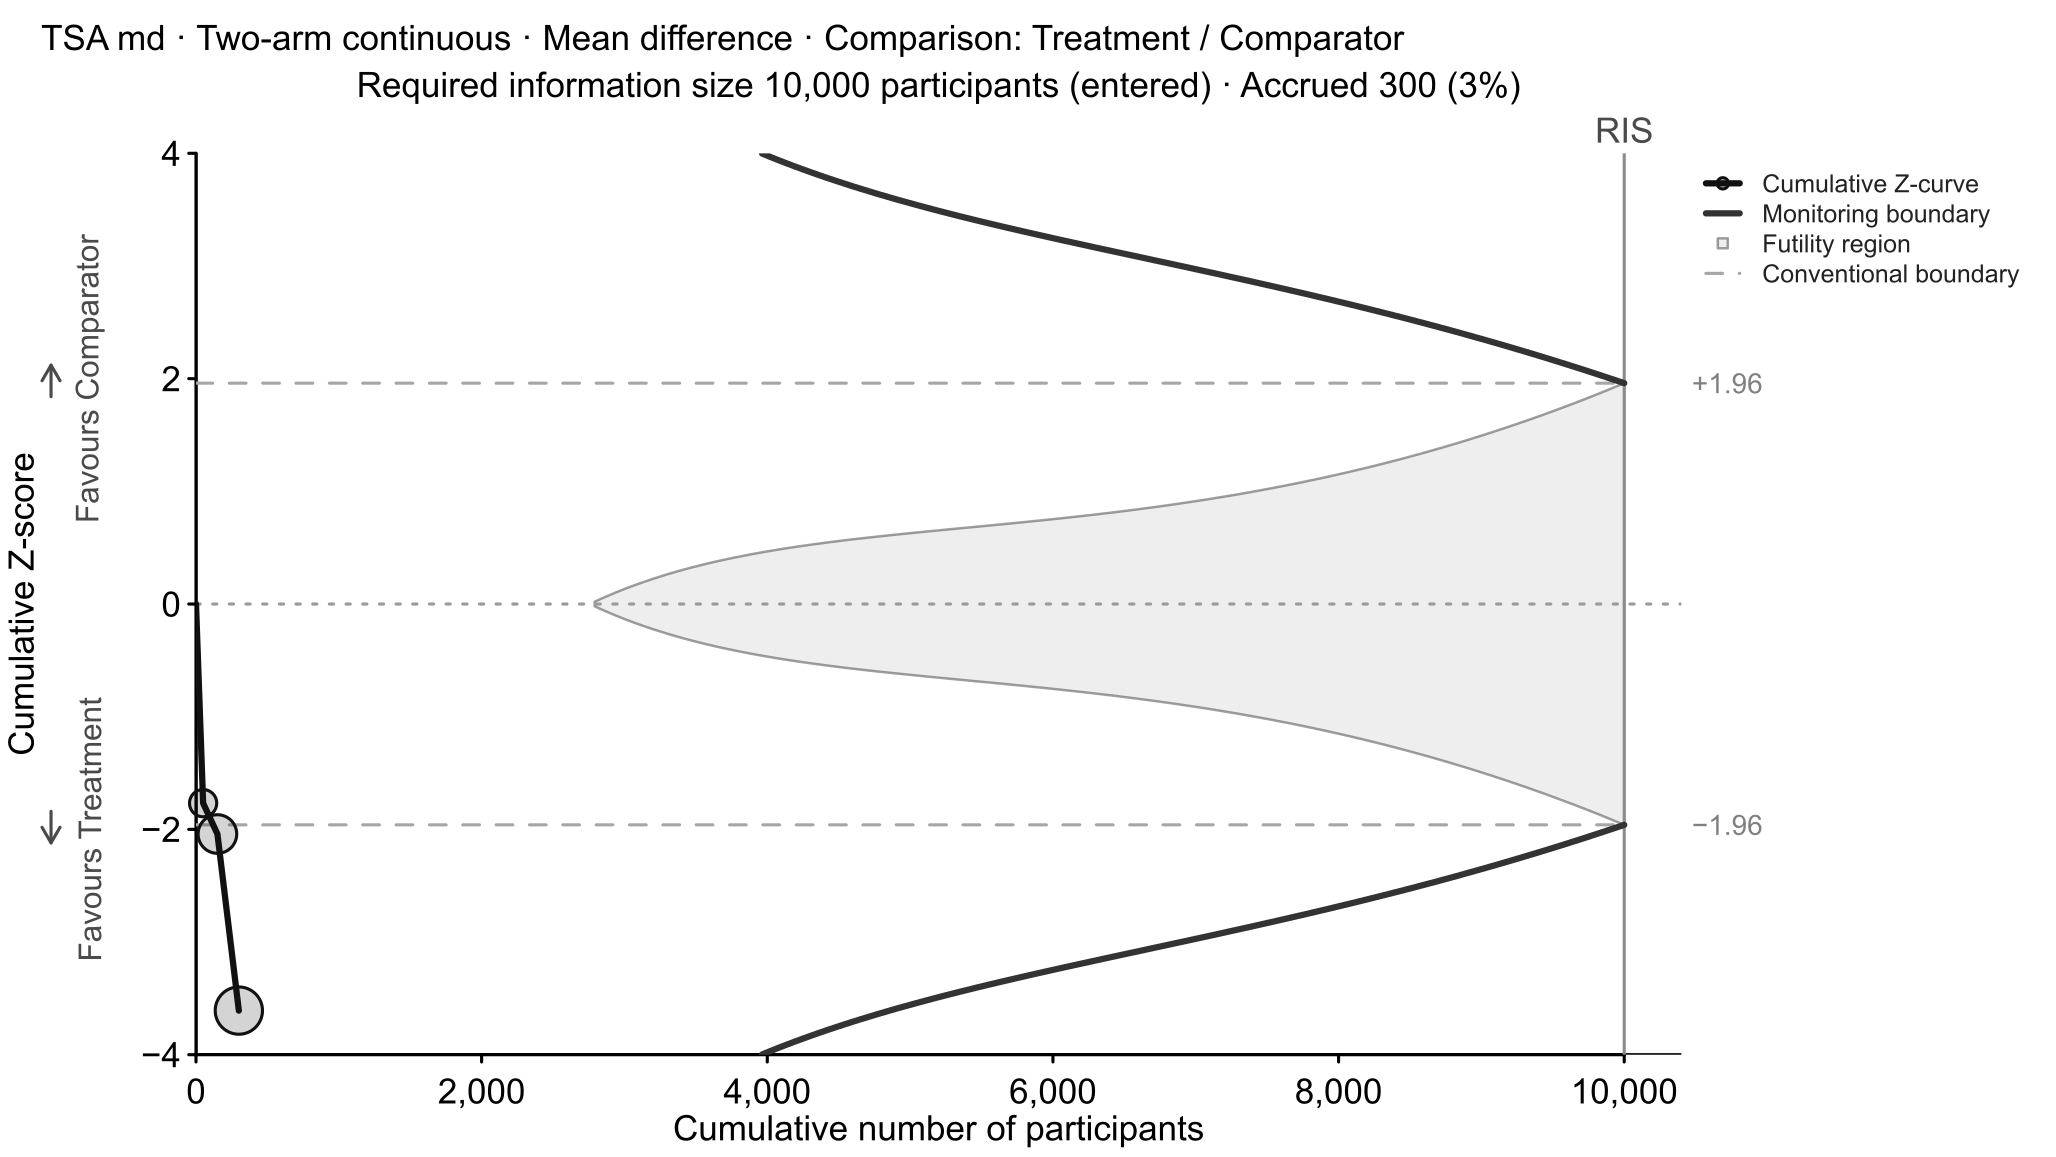 TSA md · Two-arm continuous · Mean difference · Comparison: Treatment / Comparator
Required information size 10,000 participants (entered) · Accrued 300 (3%)
RIS
Cumulative Z-curve
Monitoring boundary
Futility region
Conventional boundary
Cumulative Z-score
Favours Comparator
Favours Treatment
4
2
0
−2
−4
+1.96
−1.96
0
2,000
4,000
6,000
8,000
10,000
Cumulative number of participants